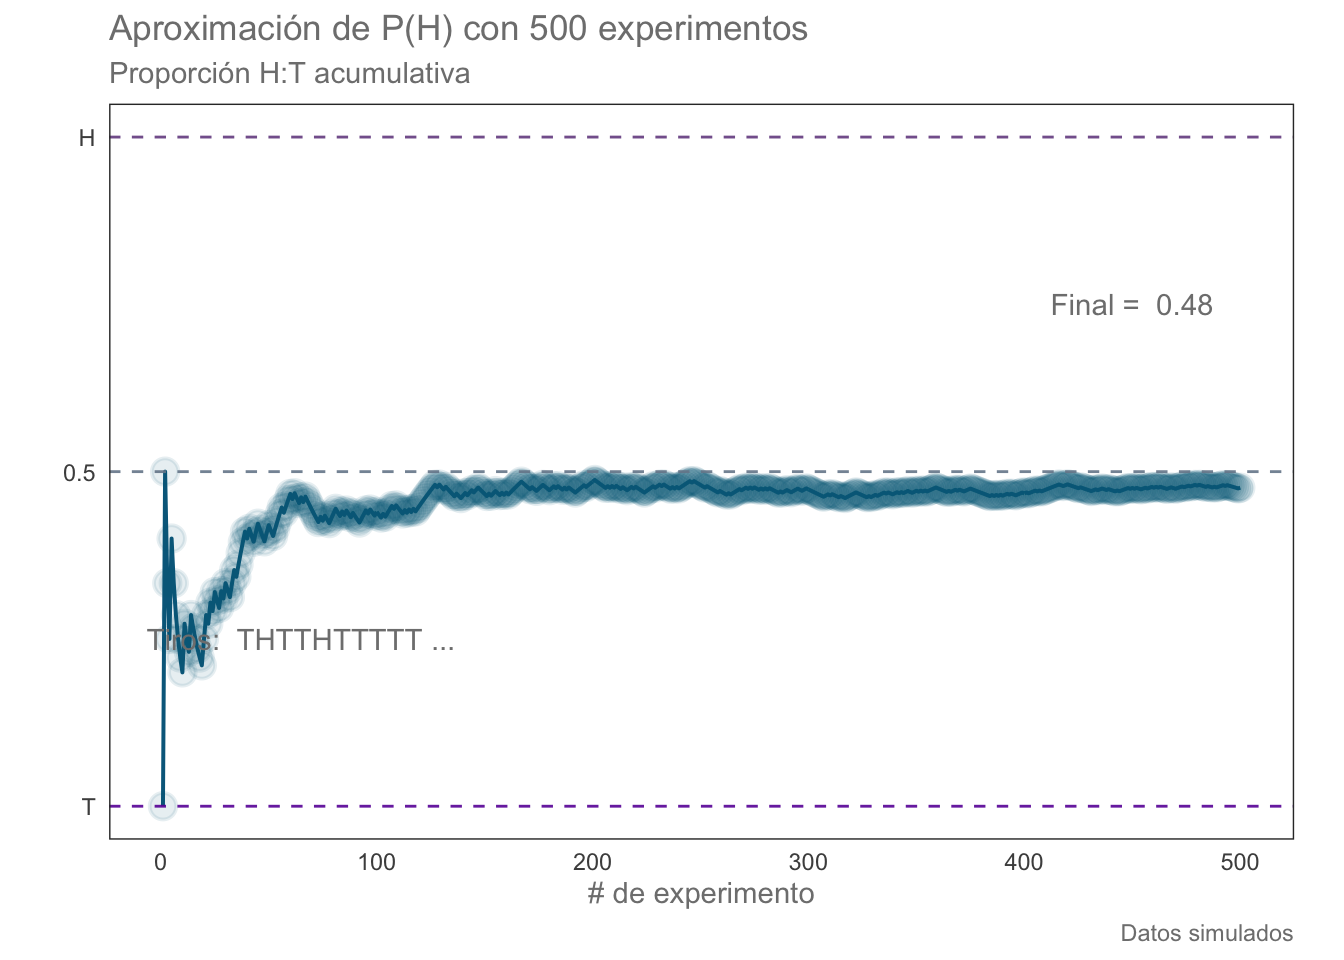 Aproximación de P(H) con 500 experimentos
Proporción H:T acumulativa
H
Final =  0.48
0.5
Tiros:  THTTHTTTTT ...
T
0 100 200 300 400 500
# de experimento
Datos simulados